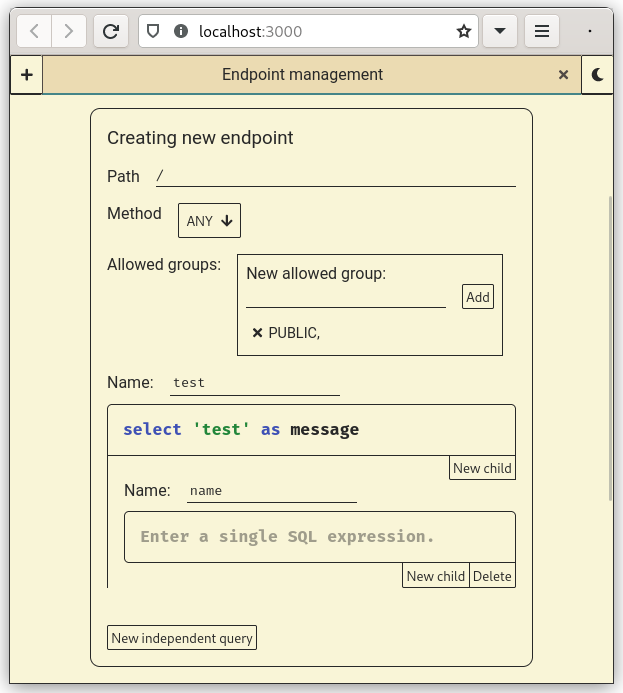 localhost:3000
Endpoint management
Creating new endpoint
Path /
Method ANY
Allowed groups: New allowed group:
Add
PUBLIC,
Name: test
select 'test' as message
New child
Name: name
Enter a single SQL expression.
New child Delete
New independent query